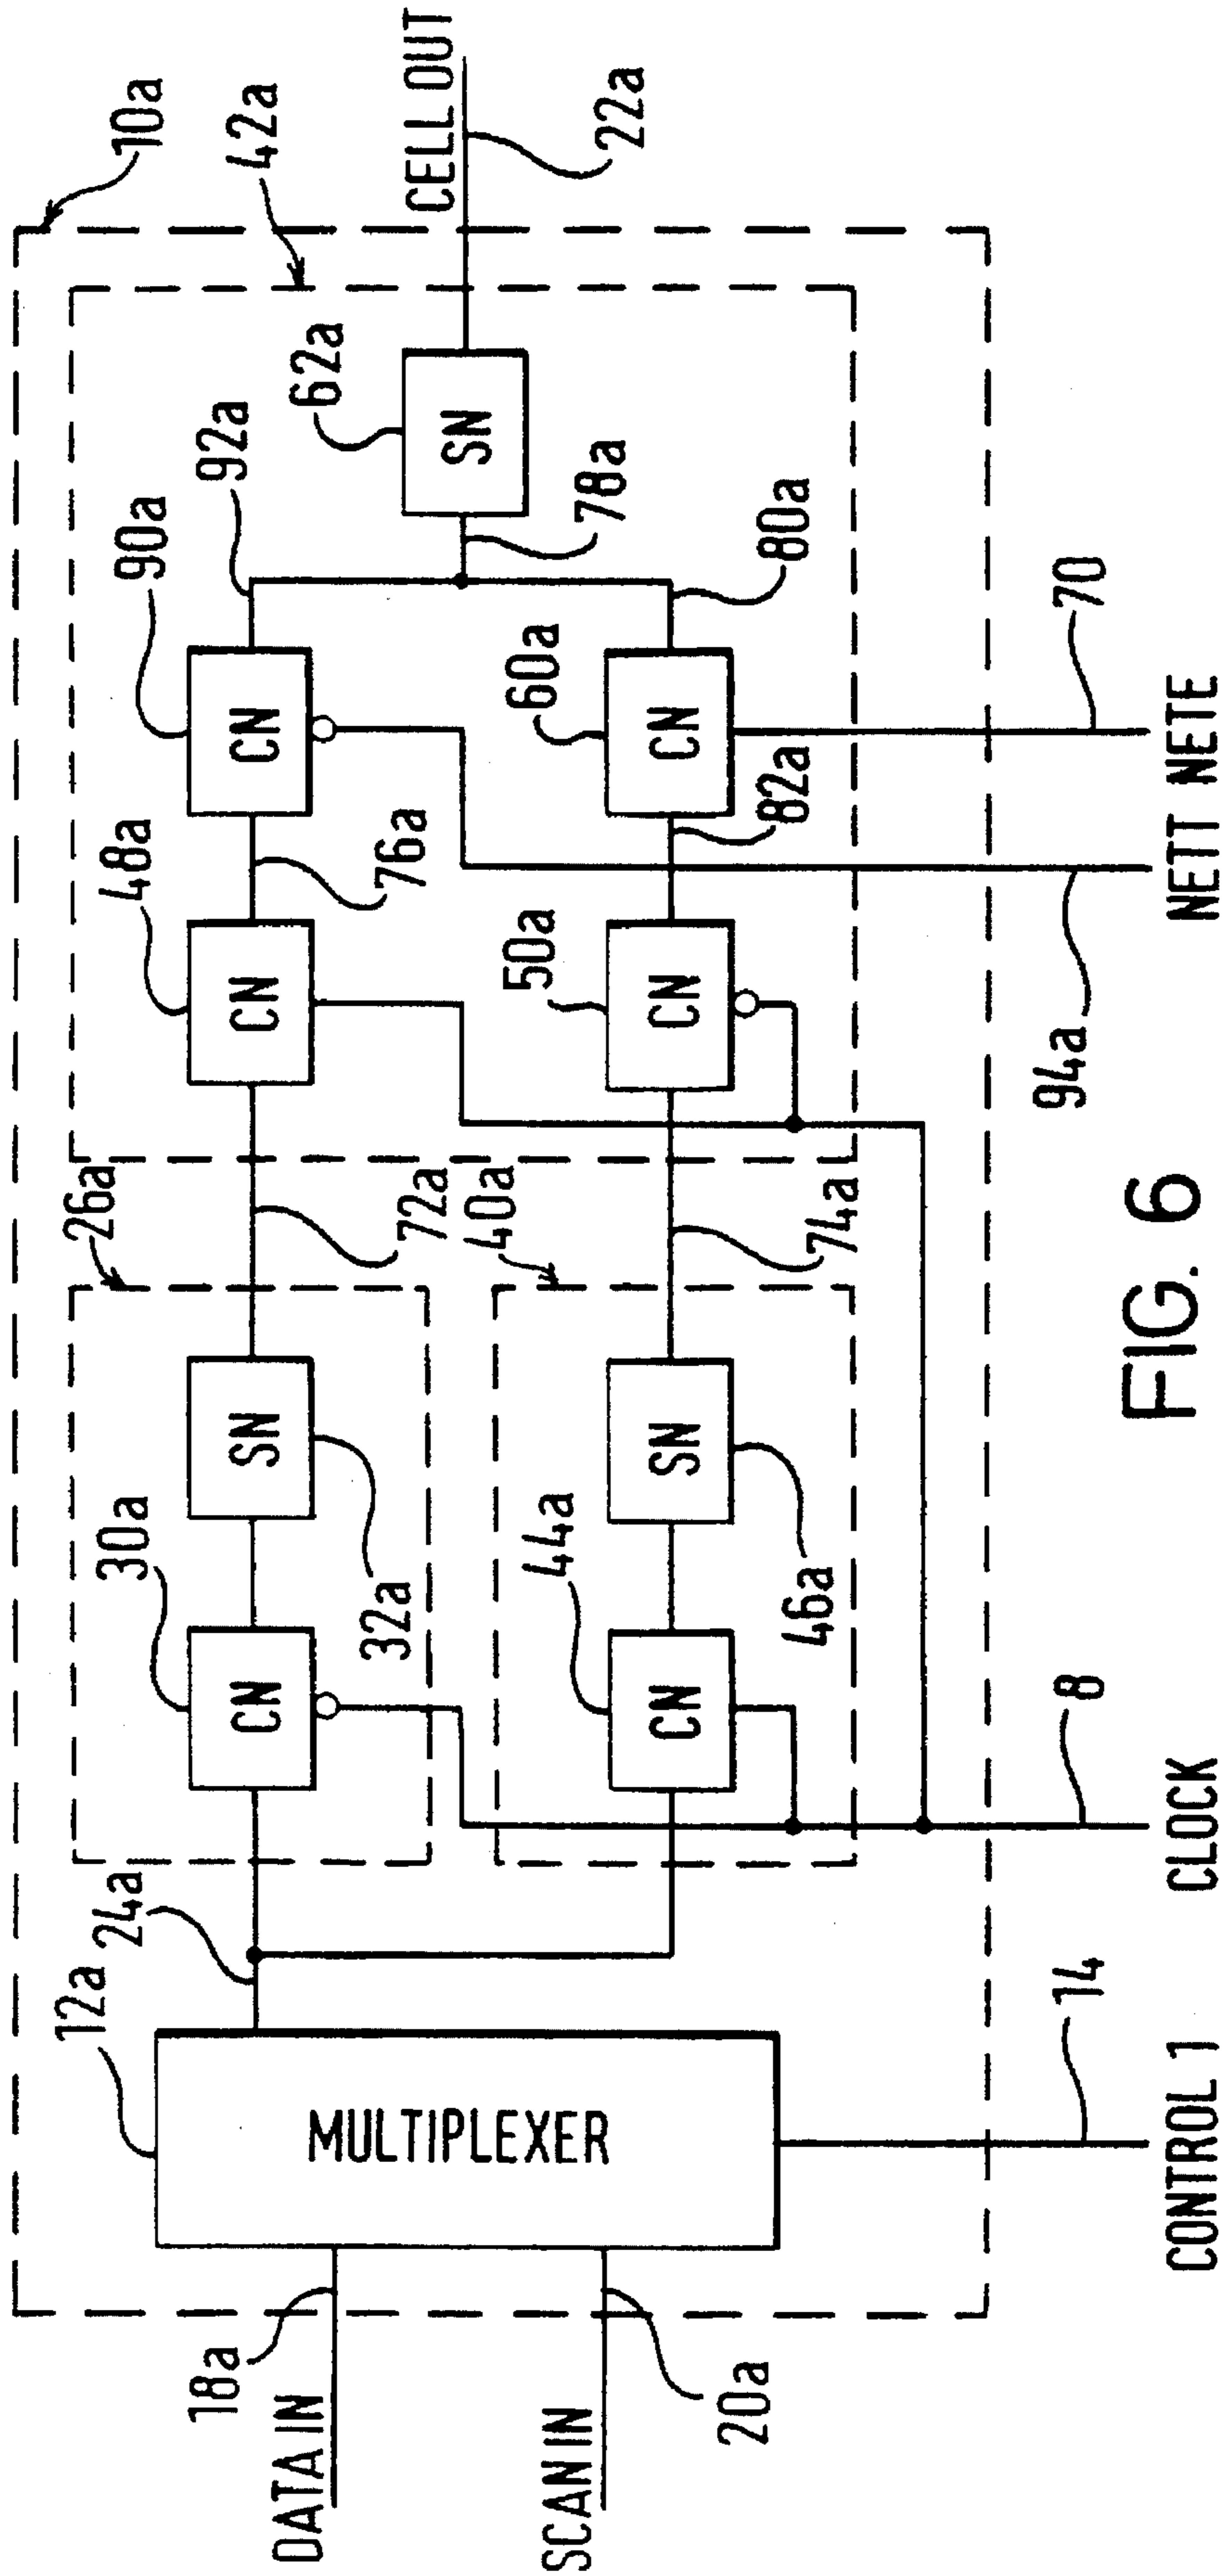 10a
42a
CELL OUT
22a
62a
SN
92a
78a
90a
CN
80a
60a
CN
82a
48a
CN
76a
50a
CN
70
NETT NETE
94a
26a
72a
40a
74a
SN
SN
30a
CN
32a
44a
CN
46a
8
CLOCK
24a
12a
MULTIPLEXER
14
CONTROL 1
18a
DATA IN
20a
SCAN IN
FIG. 6